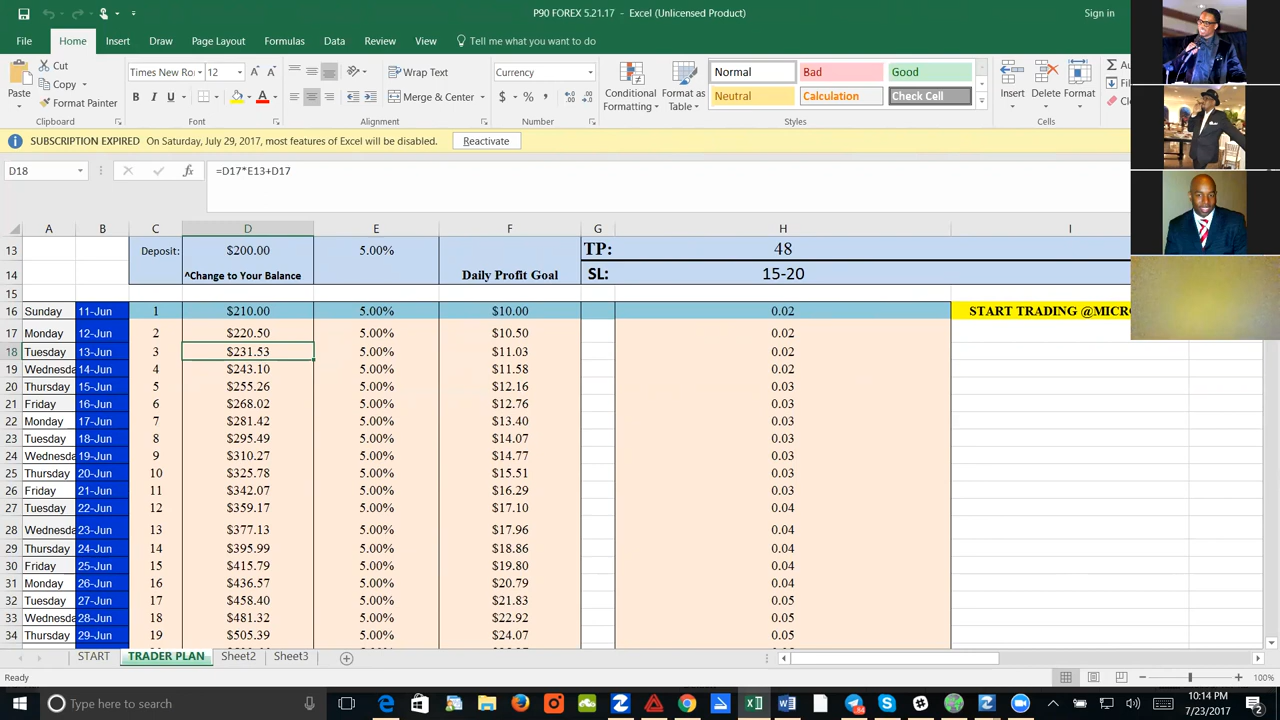 P90 FOREX 5.21.17 - Excel (Unlicensed Product)
Sign in
File Home Insert Draw Page Layout Formulas Data Review View Tell me what you want to do
Cut
Copy
Format Painter
Paste
Clipboard
Times New Ro 12
B I U
Font
Wrap Text
Merge & Center
Alignment
Currency
$ % ,
Number
Conditional Formatting
Format as Table
Normal Bad Good
Neutral Calculation Check Cell
Styles
Insert Delete Format
Cells
SUBSCRIPTION EXPIRED On Saturday, July 29, 2017, most features of Excel will be disabled. Reactivate
D18 fx =D17*E13+D17
A B C D E F G H I
13 Deposit: $200.00 5.00% TP: 48
14 ^Change to Your Balance Daily Profit Goal SL: 15-20
15
16 Sunday 11-Jun 1 $210.00 5.00% $10.00 0.02 START TRADING @MICR
17 Monday 12-Jun 2 $220.50 5.00% $10.50 0.02
18 Tuesday 13-Jun 3 $231.53 5.00% $11.03 0.02
19 Wednesda 14-Jun 4 $243.10 5.00% $11.58 0.02
20 Thursday 15-Jun 5 $255.26 5.00% $12.16 0.03
21 Friday 16-Jun 6 $268.02 5.00% $12.76 0.03
22 Monday 17-Jun 7 $281.42 5.00% $13.40 0.03
23 Tuesday 18-Jun 8 $295.49 5.00% $14.07 0.03
24 Wednesda 19-Jun 9 $310.27 5.00% $14.77 0.03
25 Thursday 20-Jun 10 $325.78 5.00% $15.51 0.03
26 Friday 21-Jun 11 $342.07 5.00% $16.29 0.03
27 Monday 22-Jun 12 $359.17 5.00% $17.10 0.04
28 Wednesda 23-Jun 13 $377.13 5.00% $17.96 0.04
29 Thursday 24-Jun 14 $395.99 5.00% $18.86 0.04
30 Friday 25-Jun 15 $415.79 5.00% $19.80 0.04
31 Monday 26-Jun 16 $436.57 5.00% $20.79 0.04
32 Tuesday 27-Jun 17 $458.40 5.00% $21.83 0.05
33 Wednesda 28-Jun 18 $481.32 5.00% $22.92 0.05
34 Thursday 29-Jun 19 $505.39 5.00% $24.07 0.05
START TRADER PLAN Sheet2 Sheet3
100%
Type here to search
10:14 PM
7/23/2017